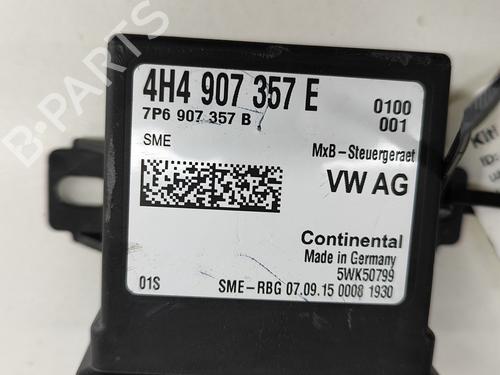 B-PARTS
4H4 907 357 E
7P6 907 357 B
0100
001
SME
MxB-Steuergeraet
VW AG
Continental
Made in Germany
5WK50799
01S
SME-RBG 07.09.15 0008 1930